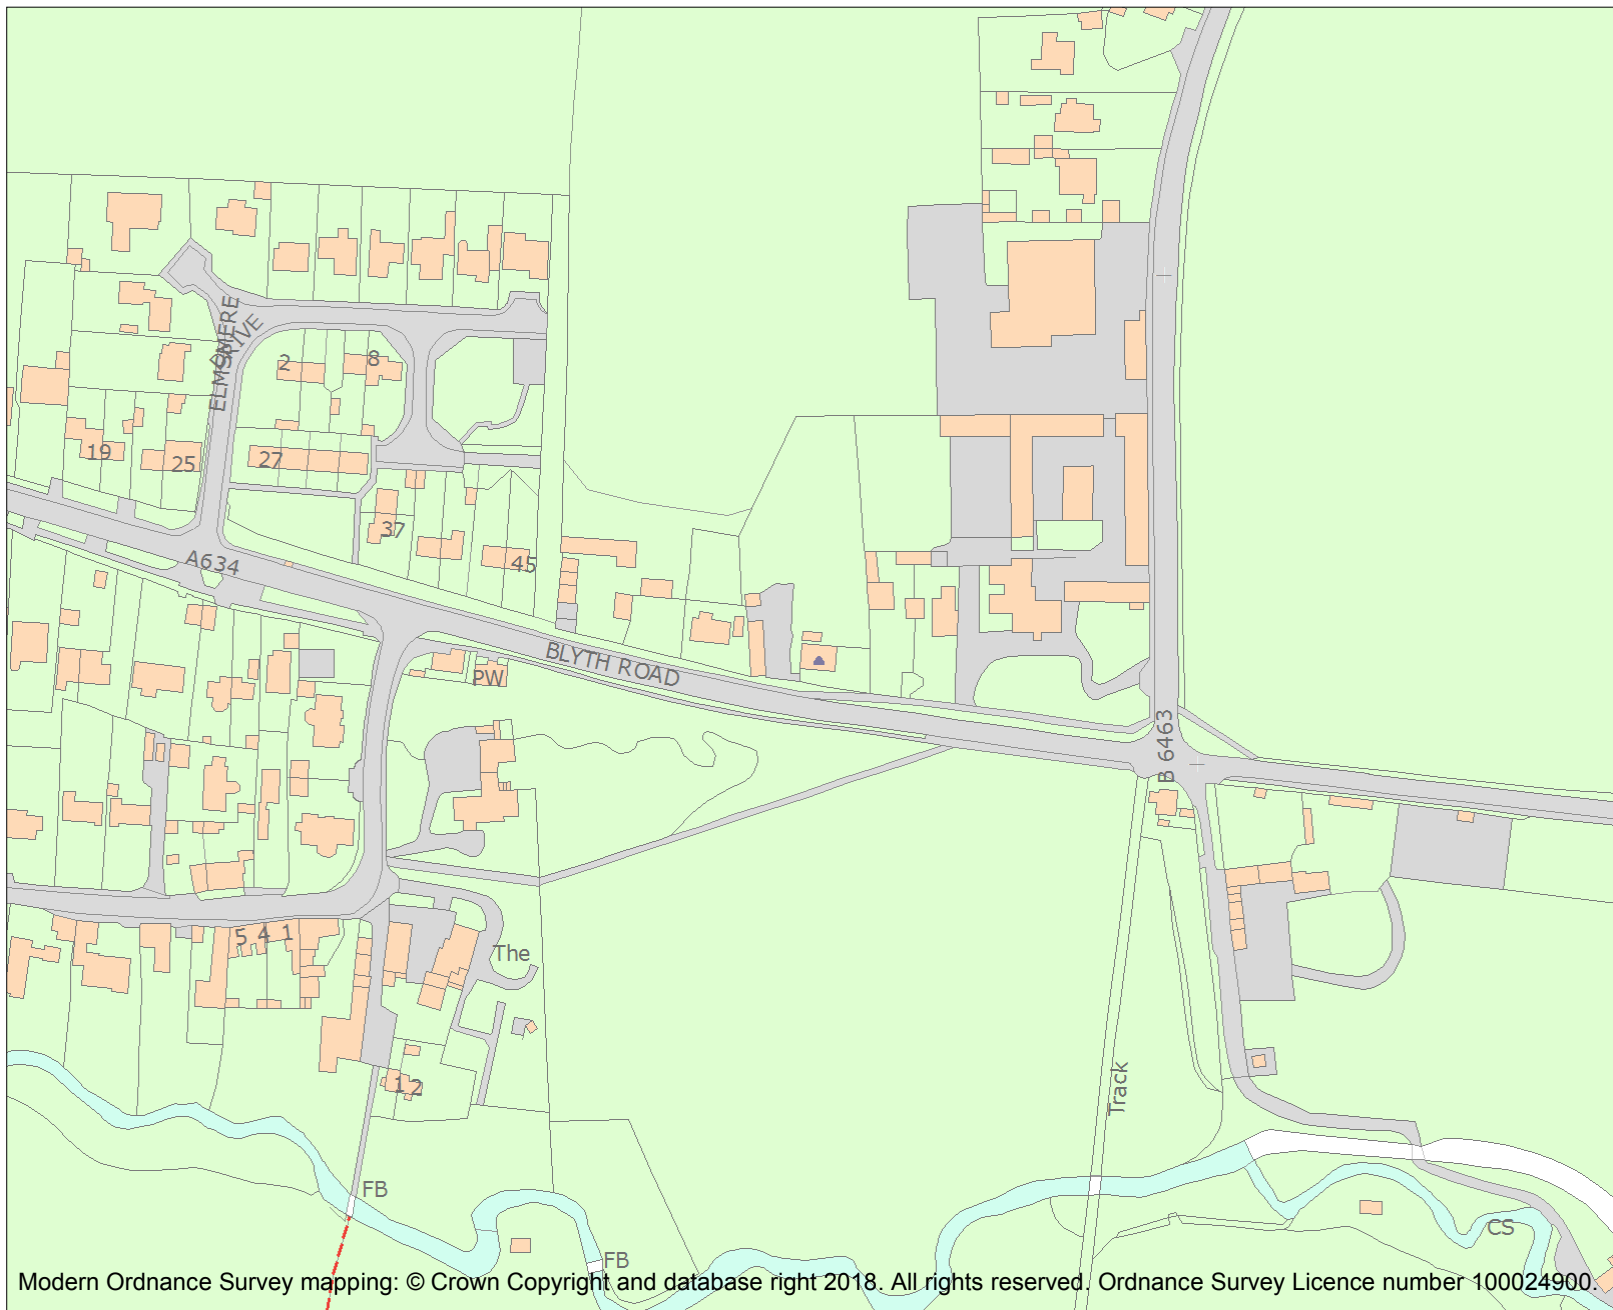 ELMSMERE
DRIVE
2
8
19
25
27
37
45
A634
BLYTH ROAD
PW
B 6463
5 4 1
The
1 2
Track
FB
FB
CS
Modern Ordnance Survey mapping: © Crown Copyright and database right 2018. All rights reserved. Ordnance Survey Licence number 100024900.